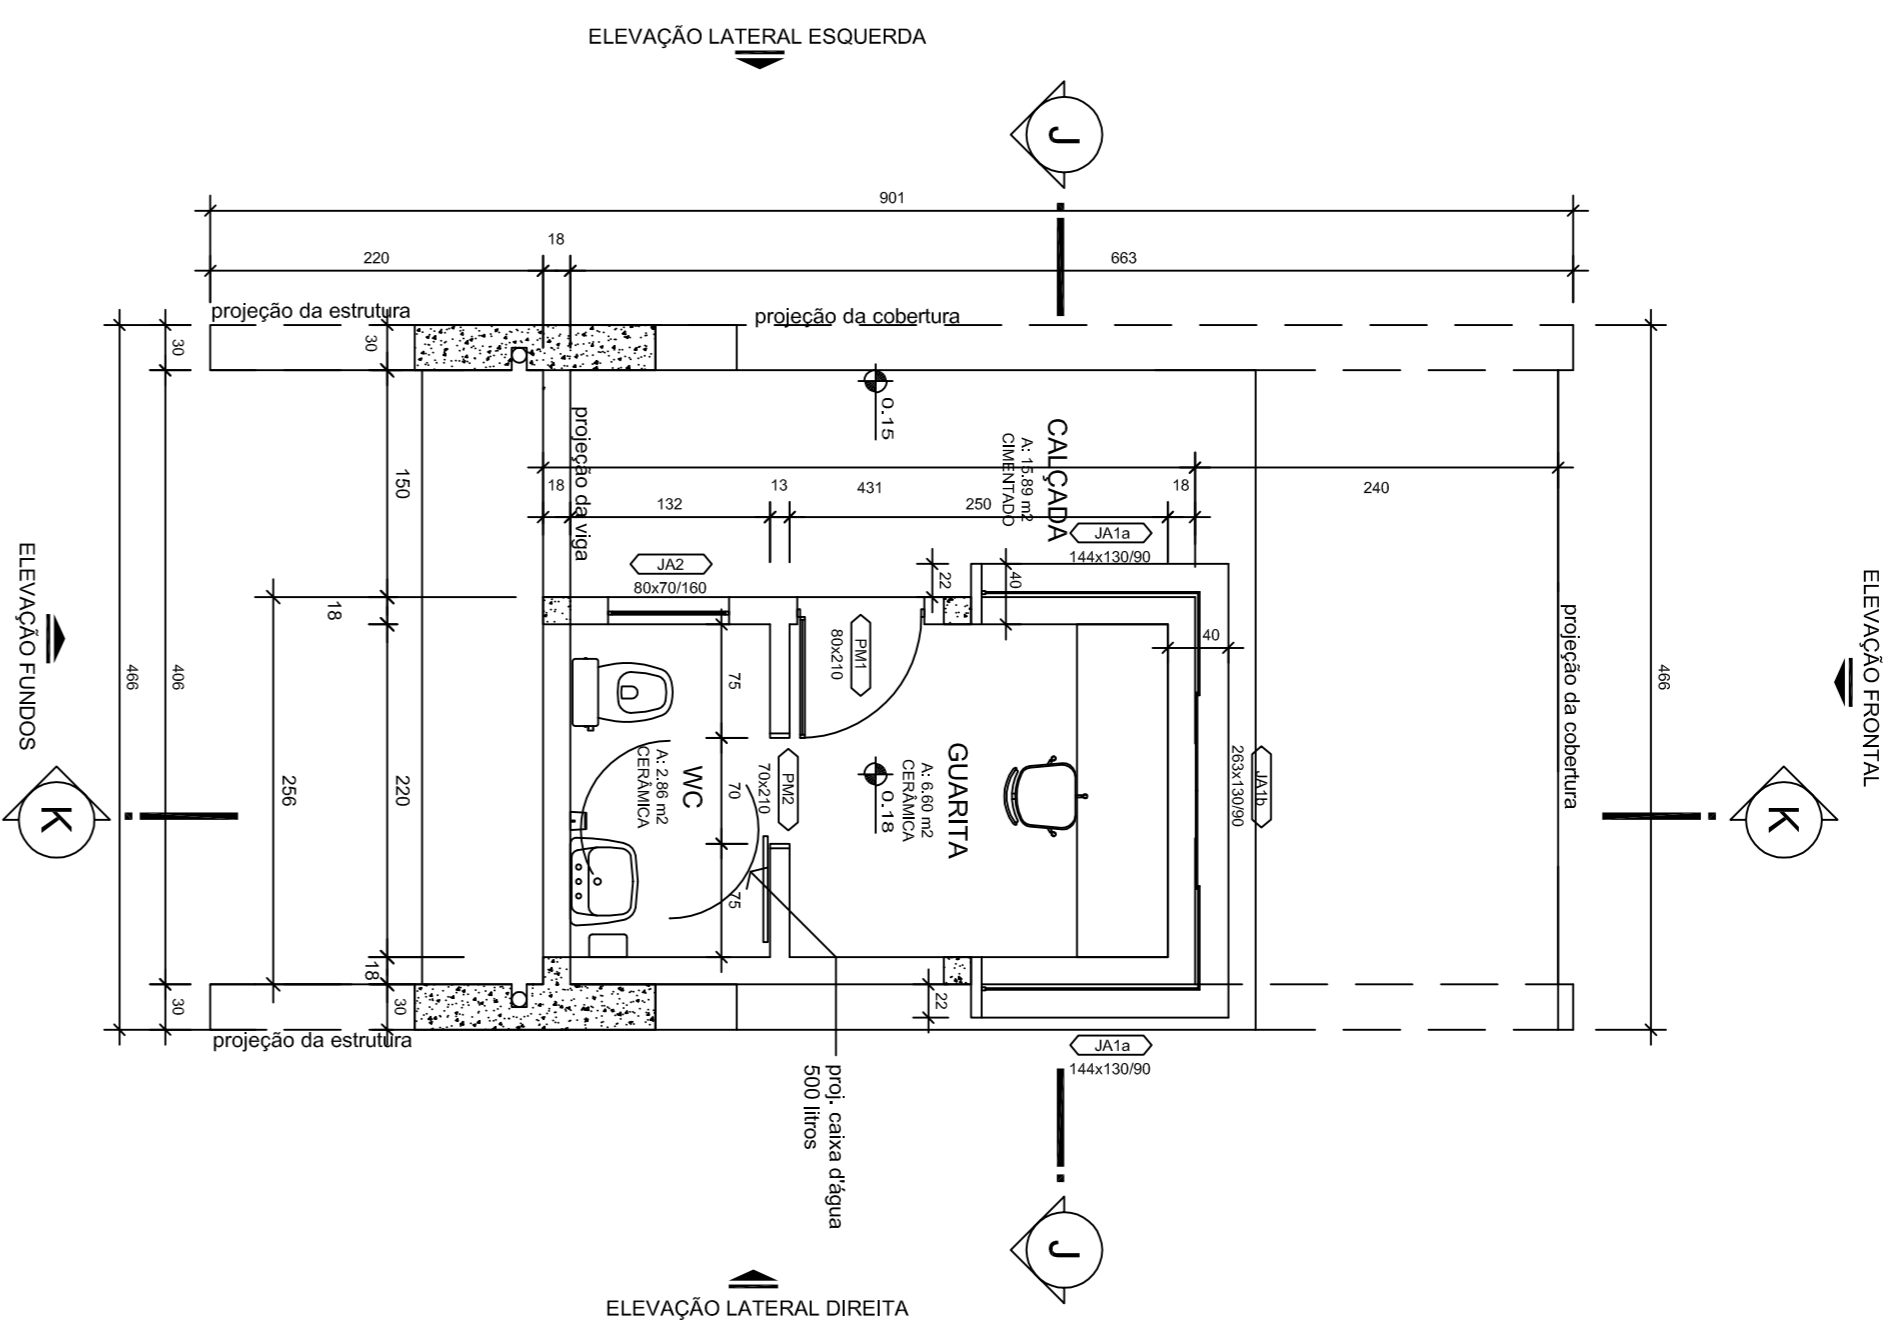 ELEVAÇÃO LATERAL ESQUERDA
J
901
18
220
663
projeção da estrutura
projeção da cobertura
30
30
0.15
CALÇADA
A: 15.89 m2
CIMENTADO
projeção da viga
150
18
132
13
431
250
18
240
JA1a
144x130/90
JA2
80x70/160
22
40
40
18
PM1
80x210
75
466
406
256
220
ELEVAÇÃO FUNDOS
K
WC
A: 2.86 m2
CERÂMICA
70
PM2
70x210
75
GUARITA
A: 6.60 m2
CERÂMICA
0.18
JA1b
263x130/90
projeção da cobertura
466
ELEVAÇÃO FRONTAL
K
18
30
30
22
projeção da estrutura
JA1a
144x130/90
proj. caixa d'água
500 litros
J
ELEVAÇÃO LATERAL DIREITA